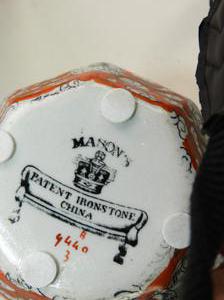 MASON'S
PATENT IRONSTONE
CHINA
B
9440
3